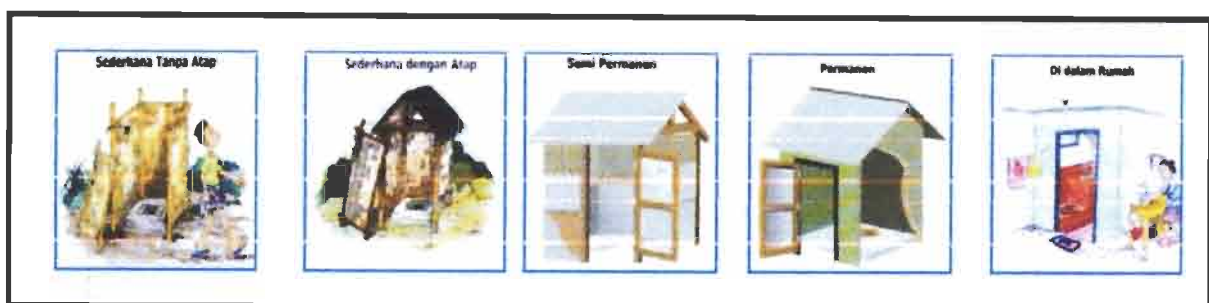 Sederhana Tanpa Atap
Sederhana dengan Atap
Semi Permanen
Permanen
Di dalam Rumah